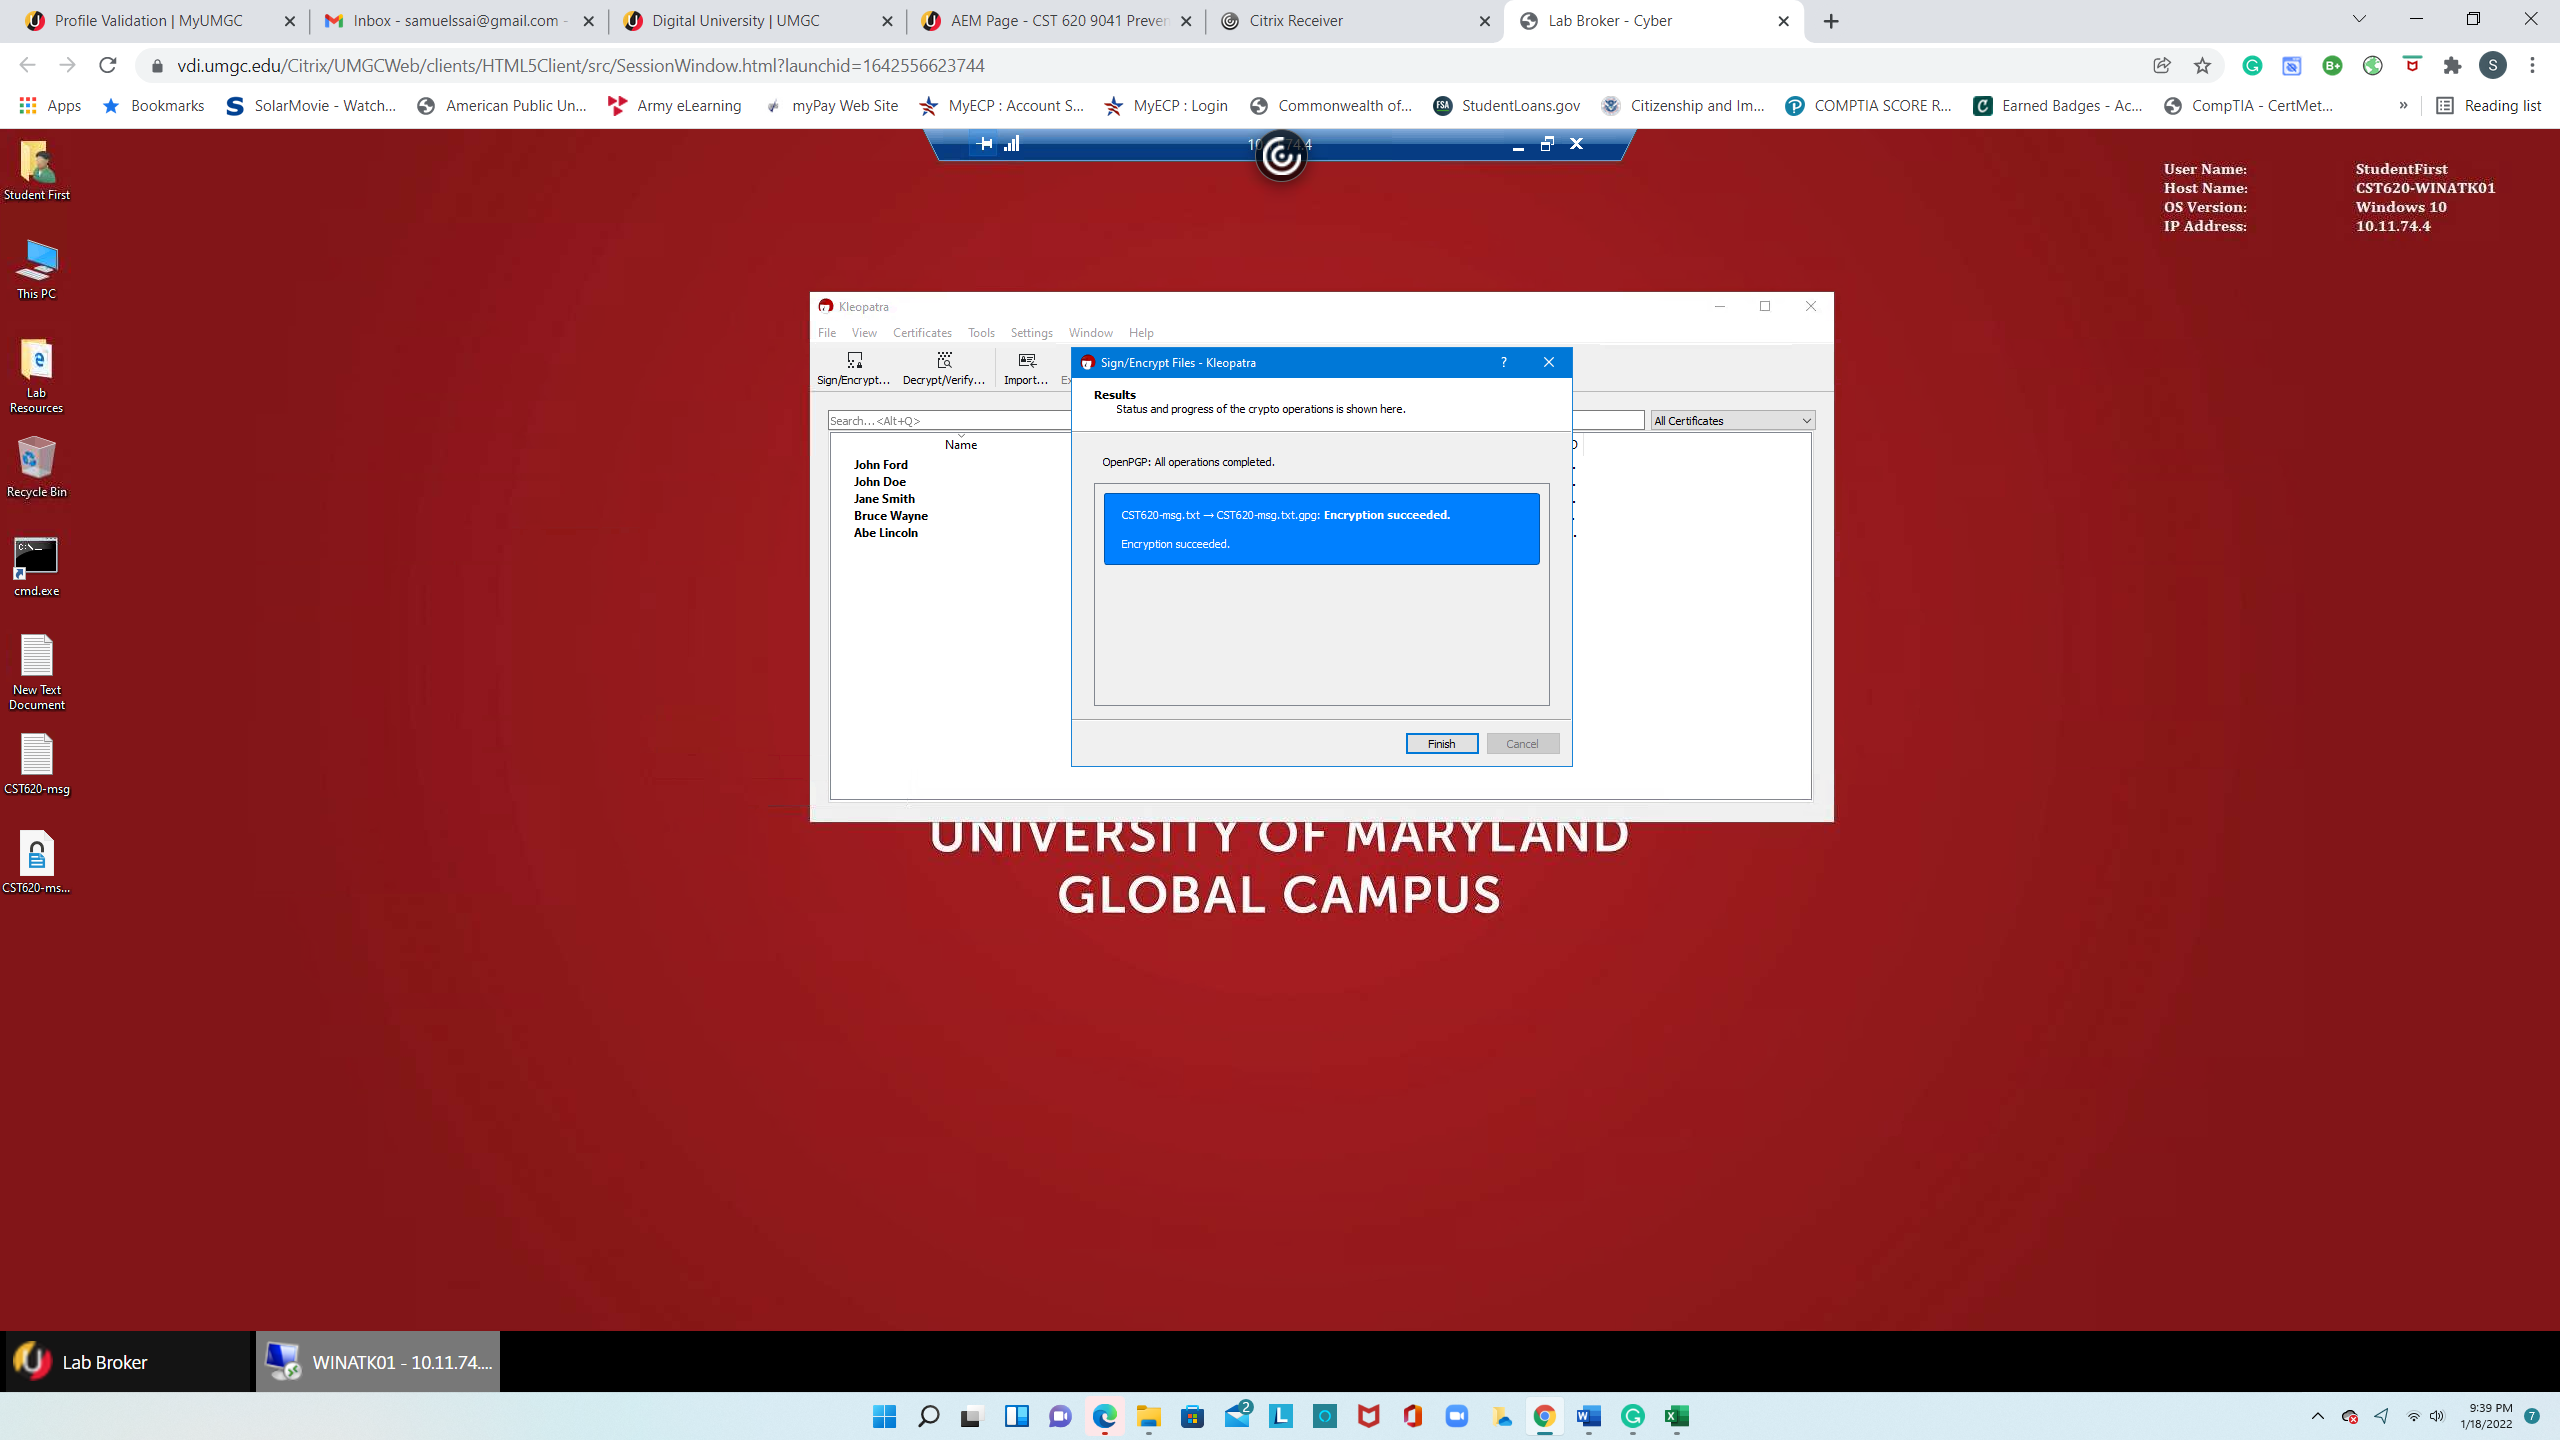 Profile Validation | MyUMGC
Inbox - samuelssai@gmail.com -
Digital University | UMGC
AEM Page - CST 620 9041 Preven
Citrix Receiver
Lab Broker - Cyber
vdi.umgc.edu/Citrix/UMGCWeb/clients/HTML5Client/src/SessionWindow.html?launchid=1642556623744
S
Apps
Bookmarks
SolarMovie - Watch...
American Public Un...
Army eLearning
myPay Web Site
MyECP : Account S...
MyECP : Login
Commonwealth of...
StudentLoans.gov
Citizenship and Im...
COMPTIA SCORE R...
Earned Badges - Ac...
CompTIA - CertMet...
»
Reading list
Student First
This PC
Lab
Resources
Recycle Bin
cmd.exe
New Text
Document
CST620-msg
CST620-ms...
User Name: StudentFirst
Host Name: CST620-WINATK01
OS Version: Windows 10
IP Address: 10.11.74.4
Kleopatra
File View Certificates Tools Settings Window Help
Sign/Encrypt... Decrypt/Verify... Import... Ex
Search...<Alt+Q>
All Certificates
Name
John Ford
John Doe
Jane Smith
Bruce Wayne
Abe Lincoln
Sign/Encrypt Files - Kleopatra
Results
Status and progress of the crypto operations is shown here.
OpenPGP: All operations completed.
CST620-msg.txt → CST620-msg.txt.gpg: Encryption succeeded.
Encryption succeeded.
Finish
Cancel
UNIVERSITY OF MARYLAND
GLOBAL CAMPUS
Lab Broker
WINATK01 - 10.11.74....
2
9:39 PM
1/18/2022
7